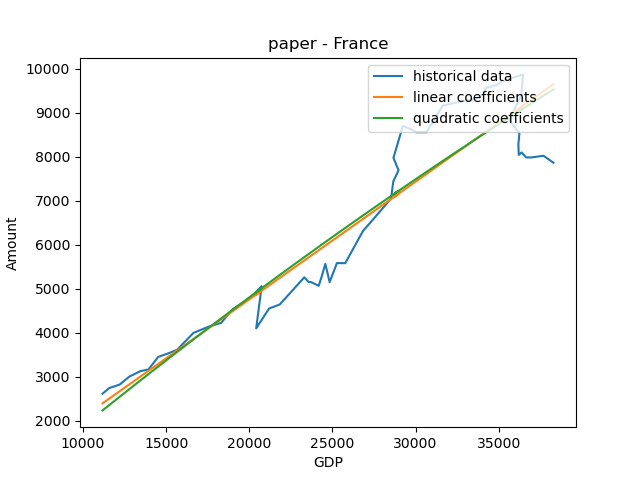 paper - France
historical data
linear coefficients
quadratic coefficients
10000
9000
8000
7000
6000
5000
4000
3000
2000
Amount
10000 15000 20000 25000 30000 35000
GDP